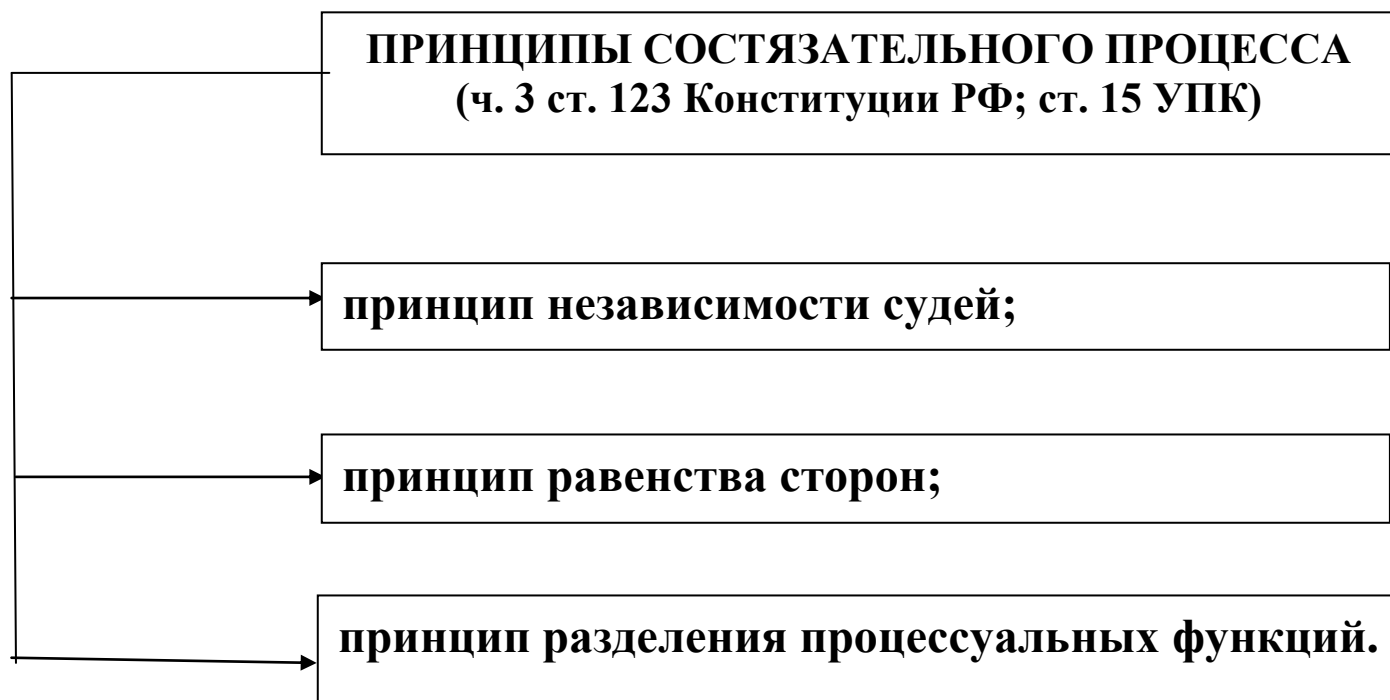 ПРИНЦИПЫ СОСТЯЗАТЕЛЬНОГО ПРОЦЕССА
(ч. 3 ст. 123 Конституции РФ; ст. 15 УПК)
принцип независимости судей;
принцип равенства сторон;
принцип разделения процессуальных функций.